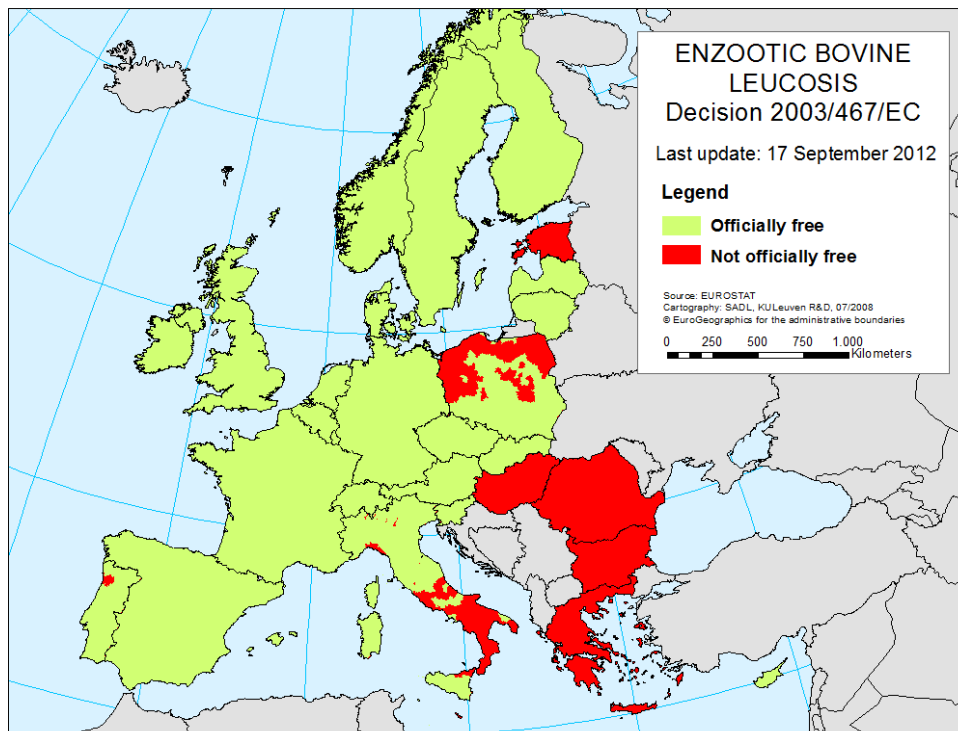 ENZOOTIC BOVINE
LEUCOSIS
Decision 2003/467/EC
Last update: 17 September 2012
Legend
Officially free
Not officially free
Source: EUROSTAT
Cartography: SADL, KULeuven R&D, 07/2008
© EuroGeographics for the administrative boundaries
0 250 500 750 1.000
Kilometers